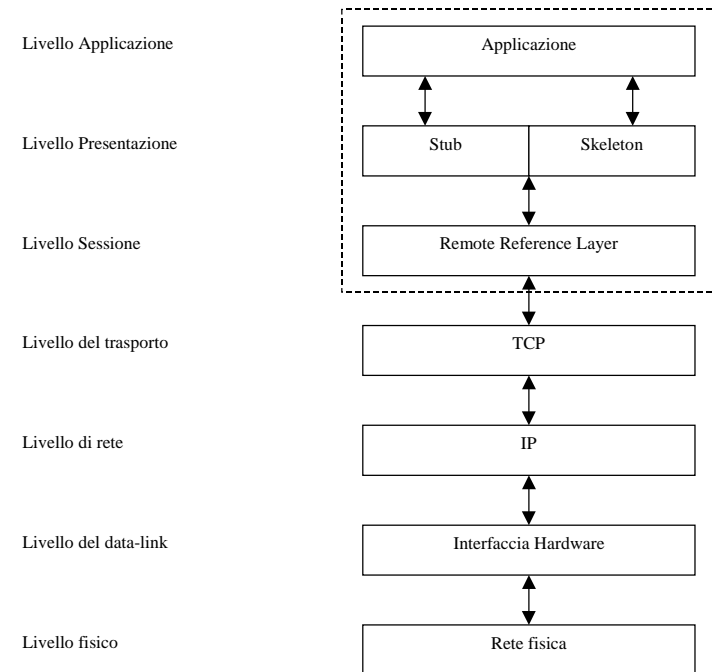 Livello Applicazione
Applicazione
Livello Presentazione
Stub
Skeleton
Livello Sessione
Remote Reference Layer
Livello del trasporto
TCP
Livello di rete
IP
Livello del data-link
Interfaccia Hardware
Livello fisico
Rete fisica